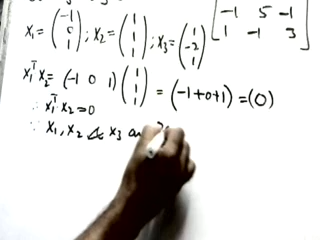 x₁ = (-1 0 1) ; x₂ = (1 1 1) ; x₃ = (1 -2 1)
-1 5 -1
1 -1 3
x₁ᵀx₂ = (-1 0 1) (1 1 1) = (-1+0+1) = (0)
∴ x₁ᵀx₂ = 0
∵ x₁, x₂ & x₃ are